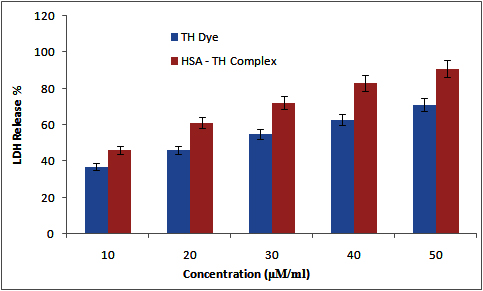 120
100
80
60
40
20
0
LDH Release %
TH Dye
HSA - TH Complex
10 20 30 40 50
Concentration (μM/ml)